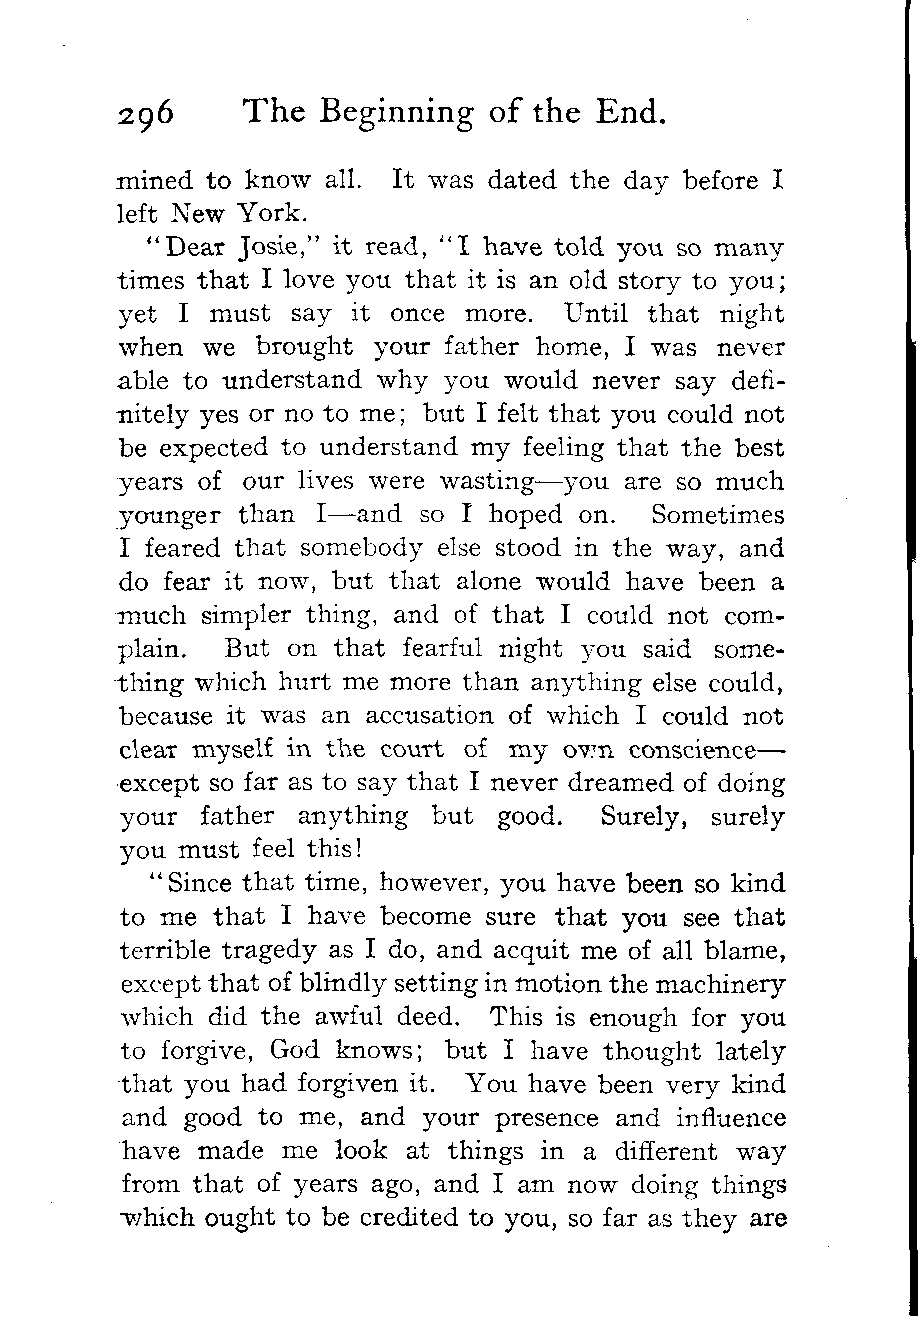 296 The Beginning of the End.
mined to know all. It was dated the day before I
left New York.
"Dear Josie," it read, "I have told you so many
times that I love you that it is an old story to you;
yet I must say it once more. Until that night
when we brought your father home, I was never
able to understand why you would never say defi-
nitely yes or no to me; but I felt that you could not
be expected to understand my feeling that the best
years of our lives were wasting—you are so much
younger than I—and so I hoped on. Sometimes
I feared that somebody else stood in the way, and
do fear it now, but that alone would have been a
much simpler thing, and of that I could not com-
plain. But on that fearful night you said some-
thing which hurt me more than anything else could,
because it was an accusation of which I could not
clear myself in the court of my own conscience—
except so far as to say that I never dreamed of doing
your father anything but good. Surely, surely
you must feel this!
"Since that time, however, you have been so kind
to me that I have become sure that you see that
terrible tragedy as I do, and acquit me of all blame,
except that of blindly setting in motion the machinery
which did the awful deed. This is enough for you
to forgive, God knows; but I have thought lately
that you had forgiven it. You have been very kind
and good to me, and your presence and influence
have made me look at things in a different way
from that of years ago, and I am now doing things
which ought to be credited to you, so far as they are